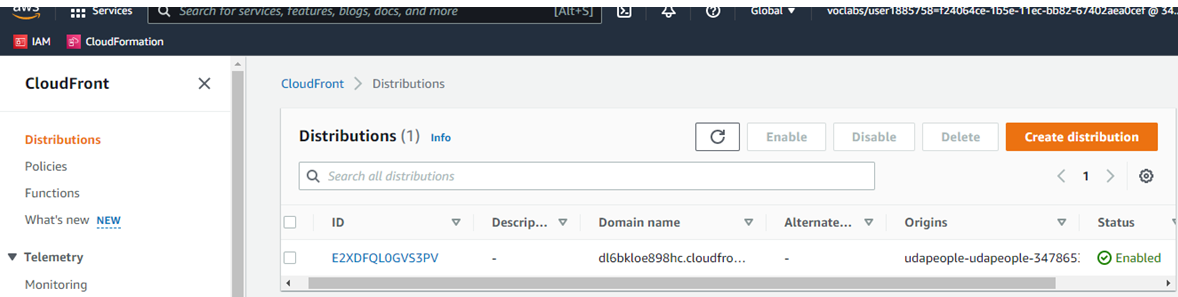 aws Services Search for services, features, blogs, docs, and more [Alt+S] Global voclabs/user1885758=f24064ce-1b5e-11ec-bb82-67402aea0cef @ 34...
IAM CloudFormation
CloudFront
Distributions
Policies
Functions
What's new NEW
Telemetry
Monitoring
CloudFront > Distributions
Distributions (1) Info Enable Disable Delete Create distribution
Search all distributions 1
ID Descrip... Domain name Alternate... Origins Status
E2XDFQL0GVS3PV - dl6bkloe898hc.cloudfro... - udapeople-udapeople-347865 Enabled